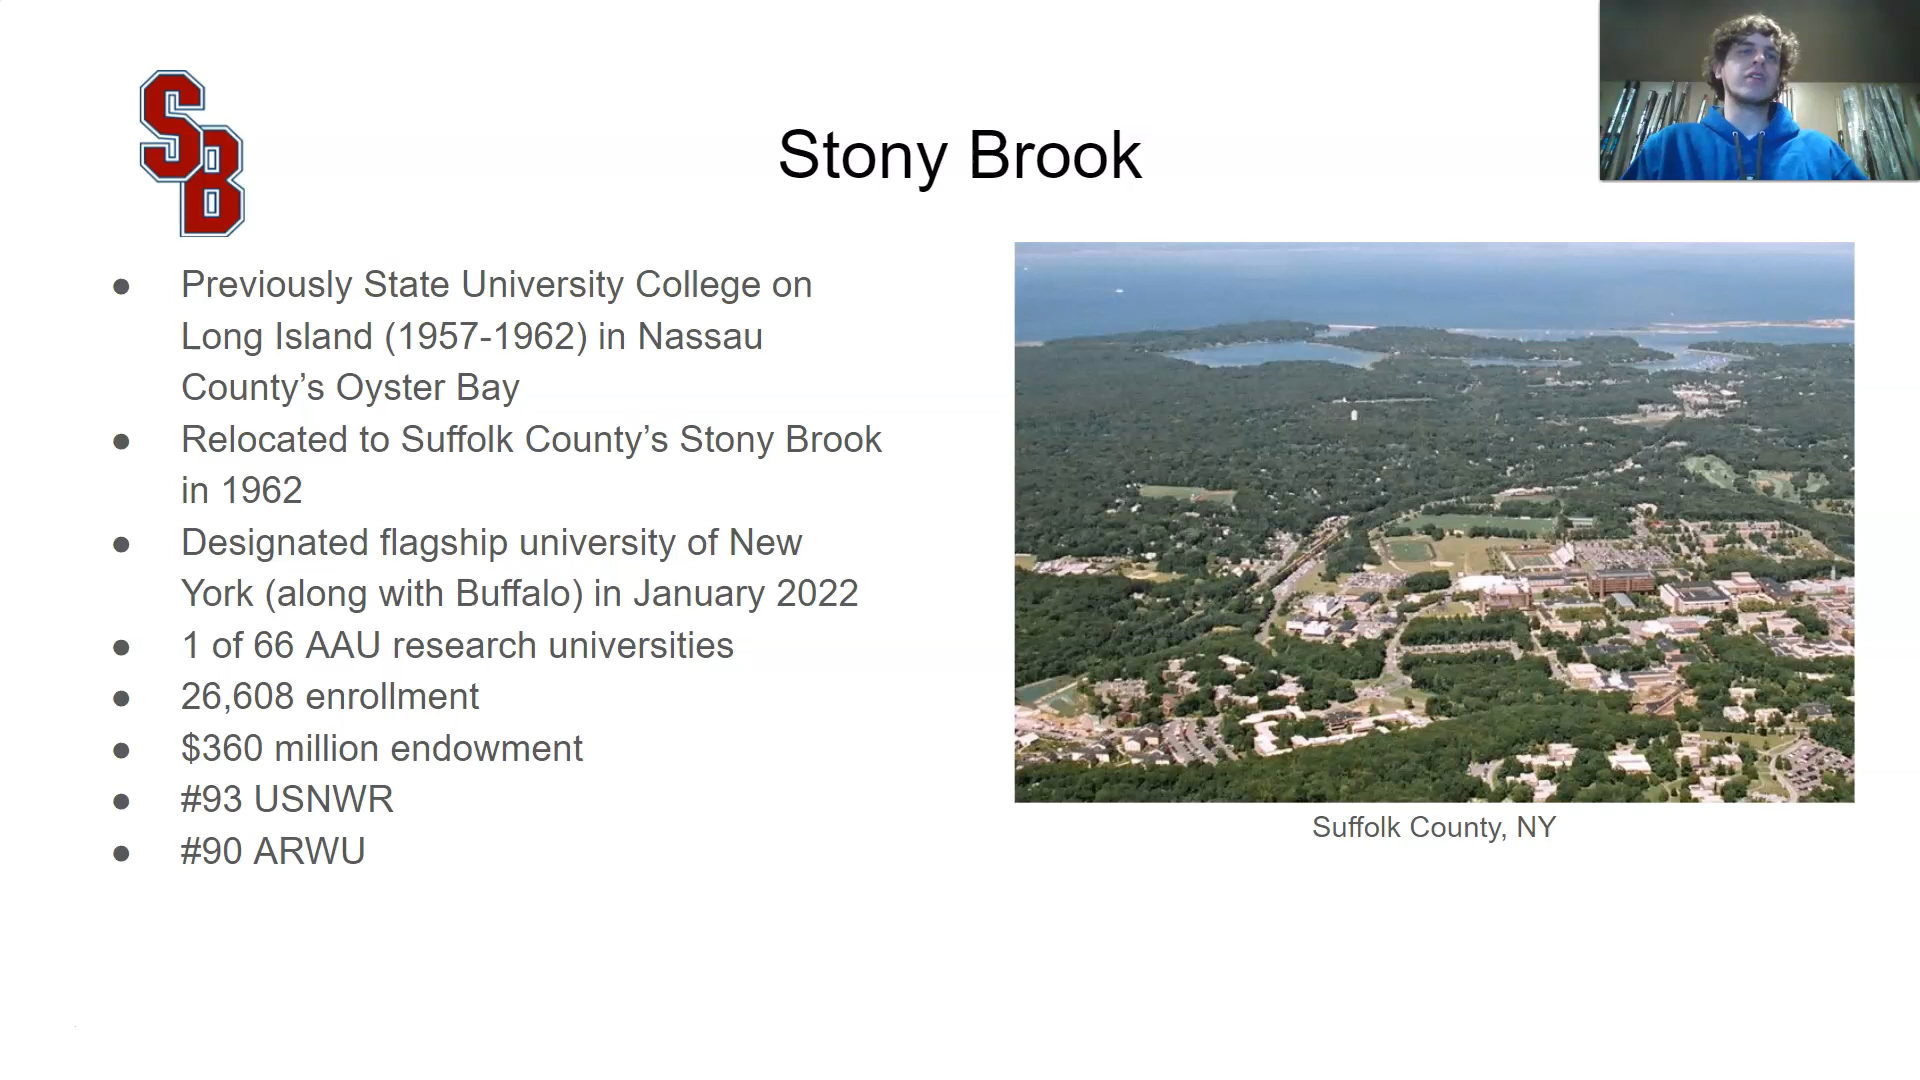 SB
Stony Brook
● Previously State University College on
Long Island (1957-1962) in Nassau
County’s Oyster Bay
● Relocated to Suffolk County’s Stony Brook
in 1962
● Designated flagship university of New
York (along with Buffalo) in January 2022
● 1 of 66 AAU research universities
● 26,608 enrollment
● $360 million endowment
● #93 USNWR
● #90 ARWU
Suffolk County, NY